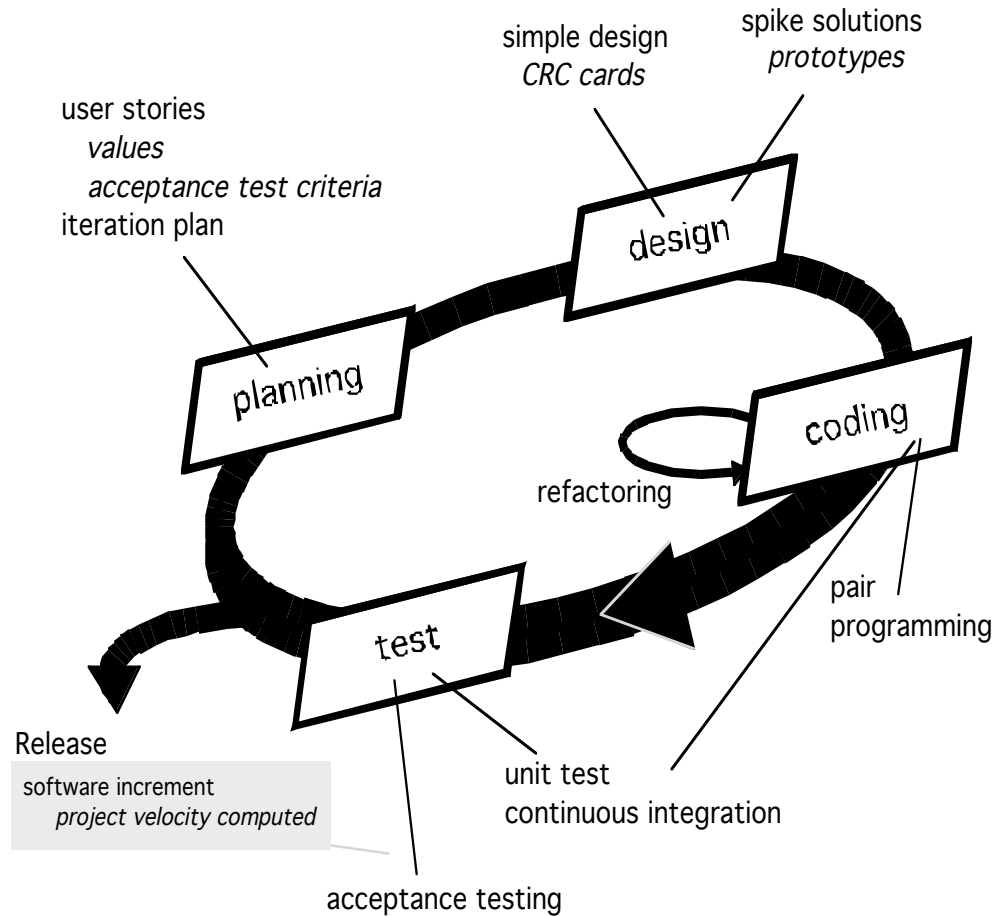 simple design
CRC cards
spike solutions
prototypes
user stories
values
acceptance test criteria
iteration plan
design
planning
coding
refactoring
pair
programming
test
Release
software increment
project velocity computed
unit test
continuous integration
acceptance testing